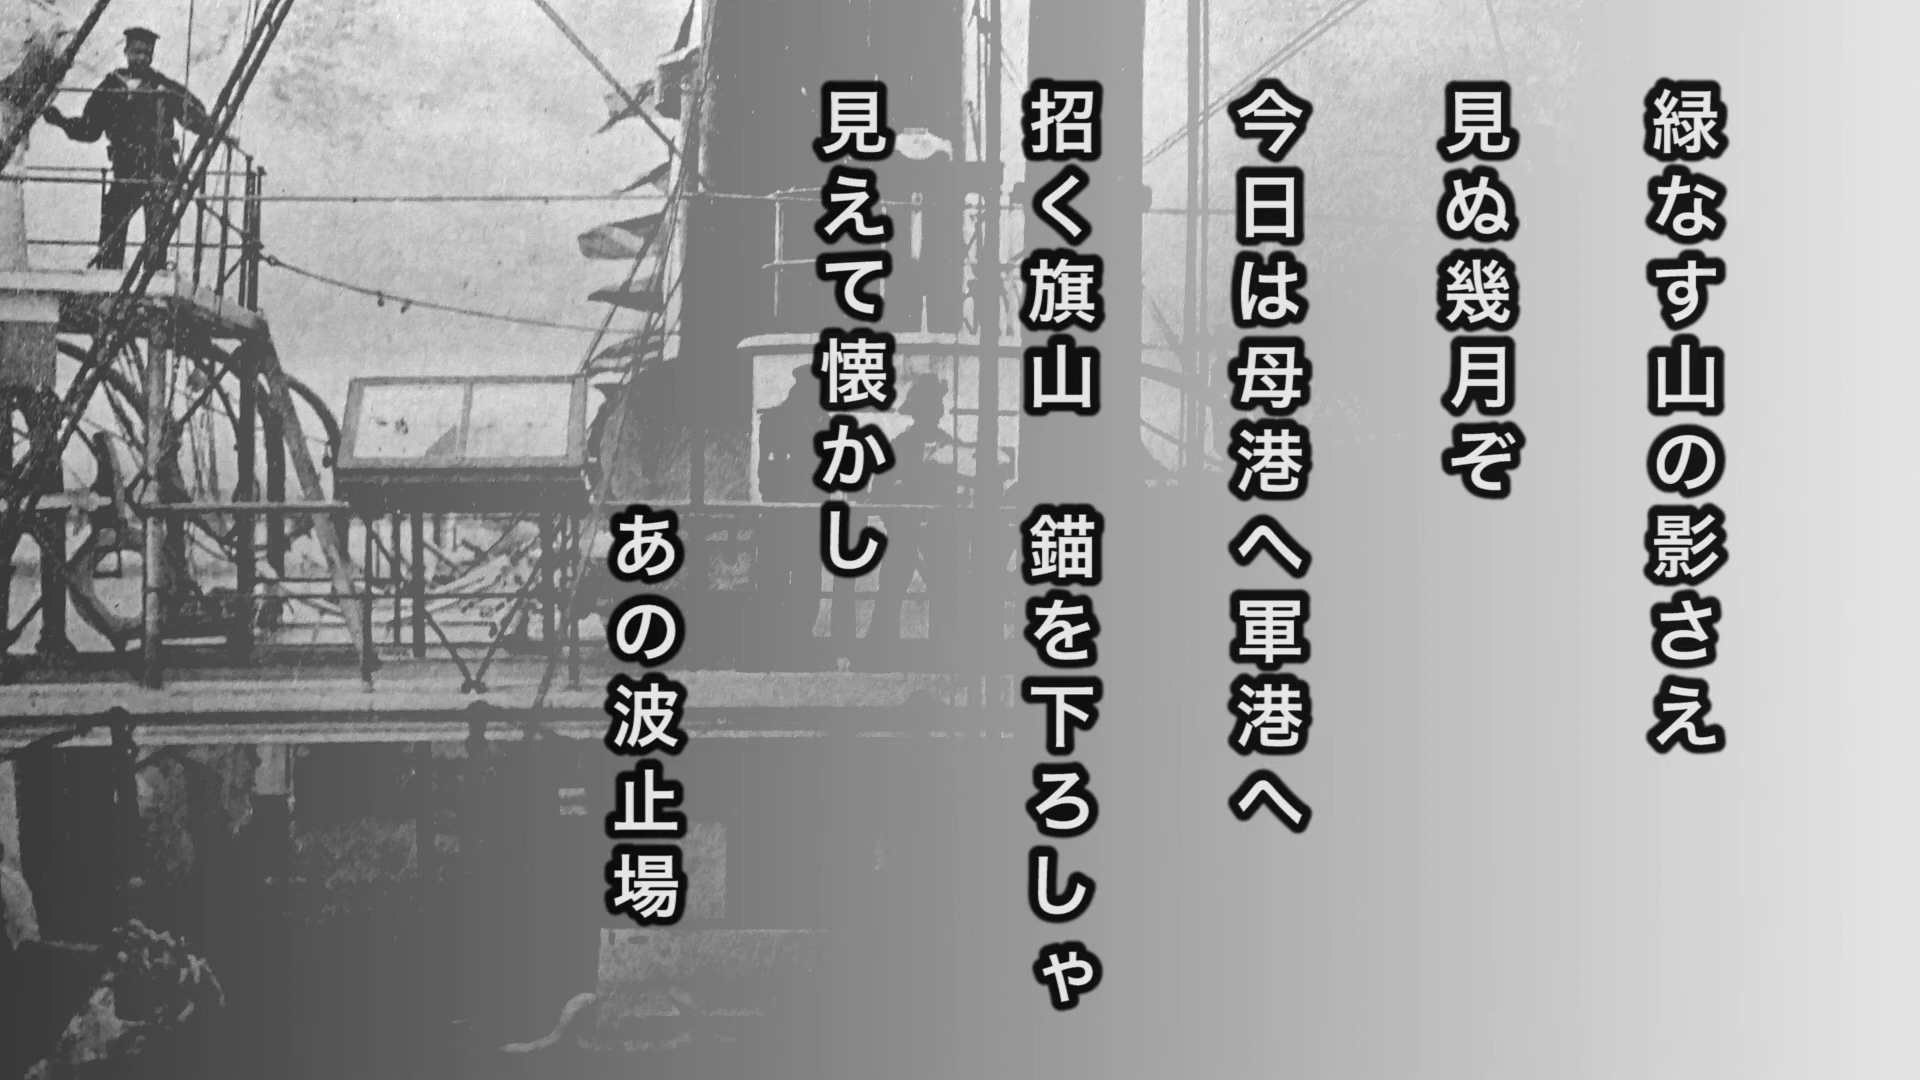 緑なす山の影さえ
見ぬ幾月ぞ
今日は母港へ軍港へ
招く旗山　錨を下ろしゃ
見えて懐かし
あの波止場